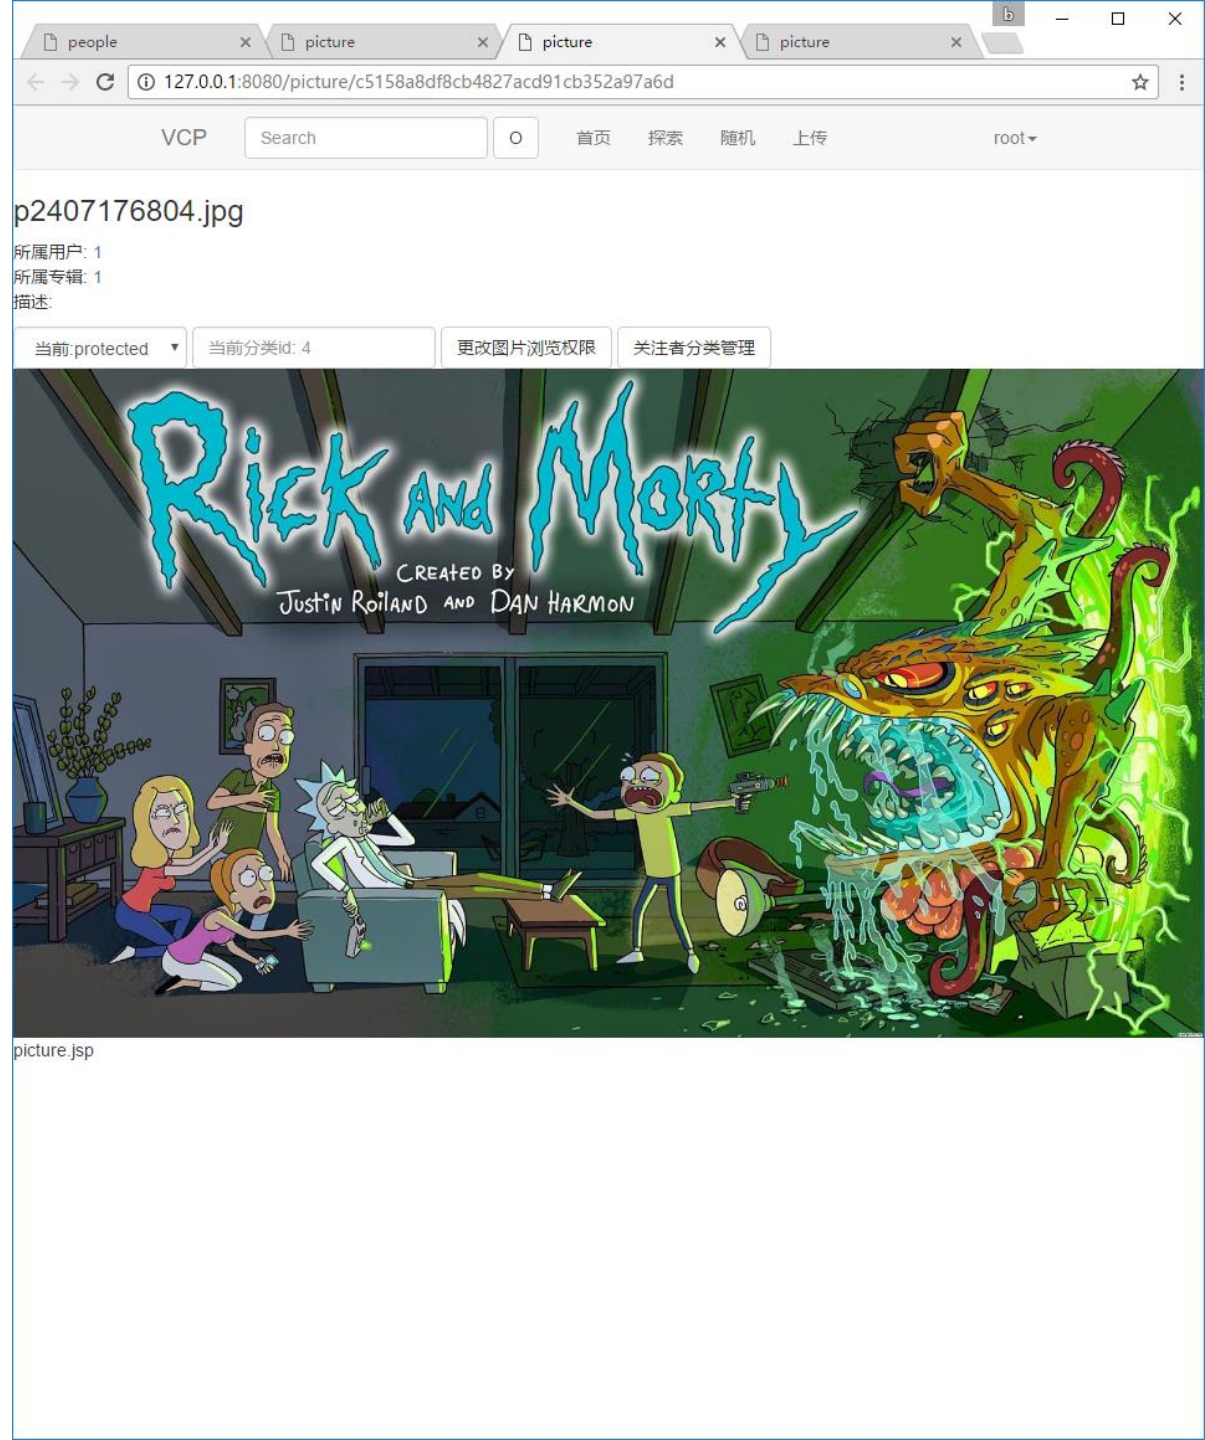 b
people
picture
picture
picture
127.0.0.1:8080/picture/c5158a8df8cb4827acd91cb352a97a6d
VCP Search O 首页 探索 随机 上传 root
p2407176804.jpg
所属用户: 1
所属专辑: 1
描述:
当前:protected 当前分类id: 4 更改图片浏览权限 关注者分类管理
RICK AND MORTY
CREATED BY
JUSTIN ROILAND AND DAN HARMON
picture.jsp